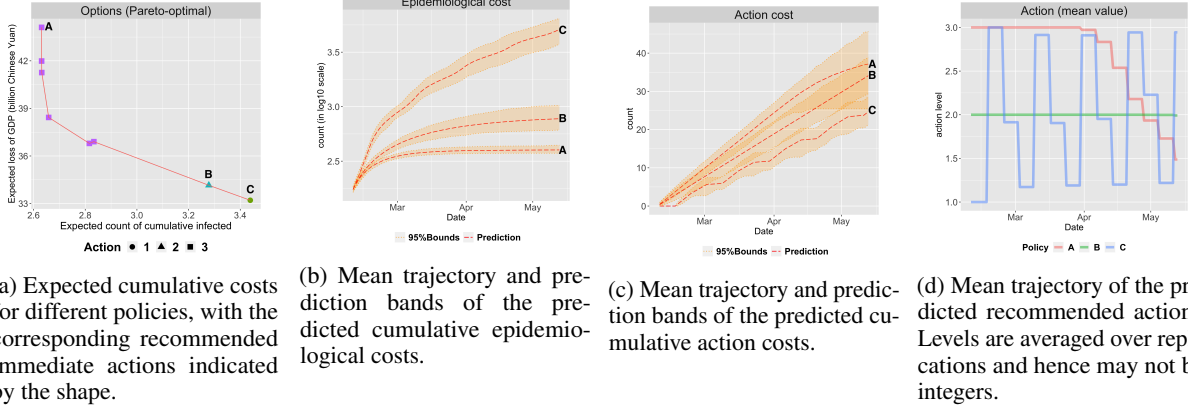 Options (Pareto-optimal)
A
B
C
42
39
36
33
2.6
2.8
3.0
3.2
3.4
Expected loss of GDP (billion Chinese Yuan)
Expected count of cumulative infected
Action 1 2 3
a) Expected cumulative costs
for different policies, with the
corresponding recommended
immediate actions indicated
by the shape.
Epidemiological cost
C
B
A
3.5
3.0
2.5
count (in log10 scale)
Mar
Apr
May
Date
95%Bounds Prediction
(b) Mean trajectory and pre-
diction bands of the pre-
dicted cumulative epidemio-
logical costs.
Action cost
A
B
C
40
30
20
10
0
count
Mar
Apr
May
Date
95%Bounds Prediction
(c) Mean trajectory and predic-
tion bands of the predicted cu-
mulative action costs.
Action (mean value)
3.0
2.5
2.0
1.5
1.0
action level
Mar
Apr
May
Date
Policy A B C
(d) Mean trajectory of the pr
dicted recommended action
Levels are averaged over rep
cations and hence may not b
integers.